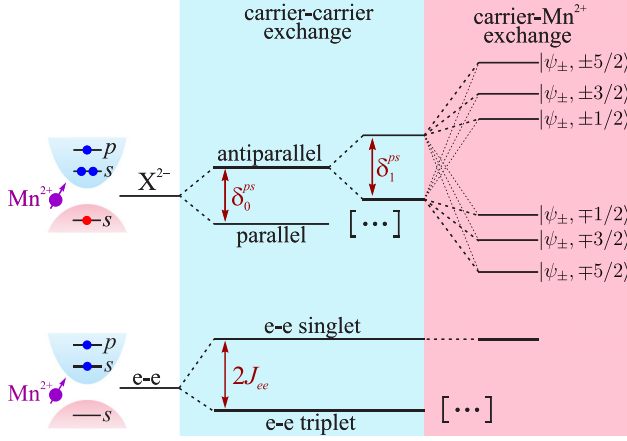 carrier-carrier
exchange
carrier-Mn²⁺
exchange
p
s
Mn²⁺
s
X²⁻
antiparallel
δ₀ᵖˢ
parallel
δ₁ᵖˢ
[...]
|ψ±, ±5/2⟩
|ψ±, ±3/2⟩
|ψ±, ±1/2⟩
|ψ±, ∓1/2⟩
|ψ±, ∓3/2⟩
|ψ±, ∓5/2⟩
p
s
Mn²⁺
s
e-e
e-e singlet
2Jₑₑ
e-e triplet
[...]